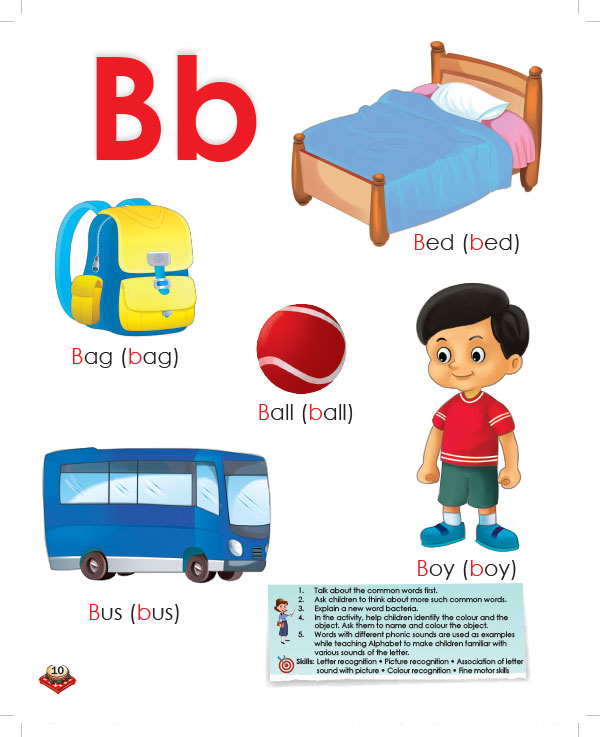 Bb
Bed (bed)
Bag (bag)
Ball (ball)
Boy (boy)
Bus (bus)
1. Talk about the common words first.
2. Ask children to think about more such common words.
3. Explain a new word bacteria.
4. In the activity, help children identify the colour and the
object. Ask them to name and colour the object.
5. Words with different phonic sounds are used as examples
while teaching Alphabet to make children familiar with
various sounds of the letter.
Skills: Letter recognition • Picture recognition • Association of letter
sound with picture • Colour recognition • Fine motor skills
10